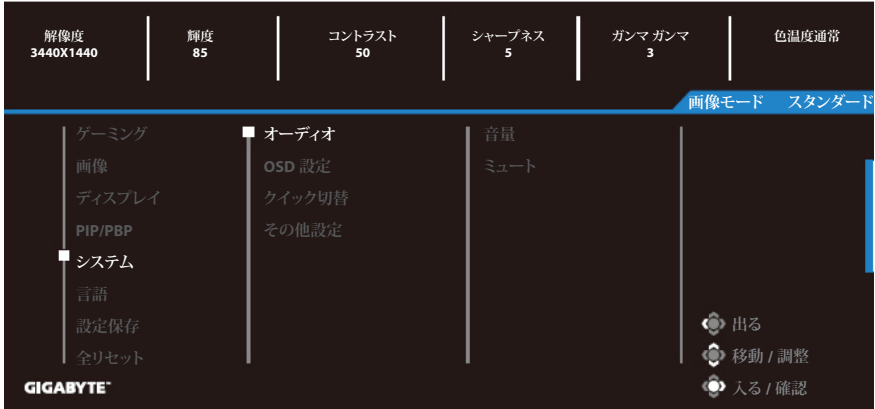 解像度
3440X1440
輝度
85
コントラスト
50
シャープネス
5
ガンマ ガンマ
3
色温度通常
画像モード スタンダード
ゲーミング
画像
ディスプレイ
PIP/PBP
システム
言語
設定保存
全リセット
オーディオ
OSD 設定
クイック切替
その他設定
音量
ミュート
出る
移動 / 調整
入る / 確認
GIGABYTE™